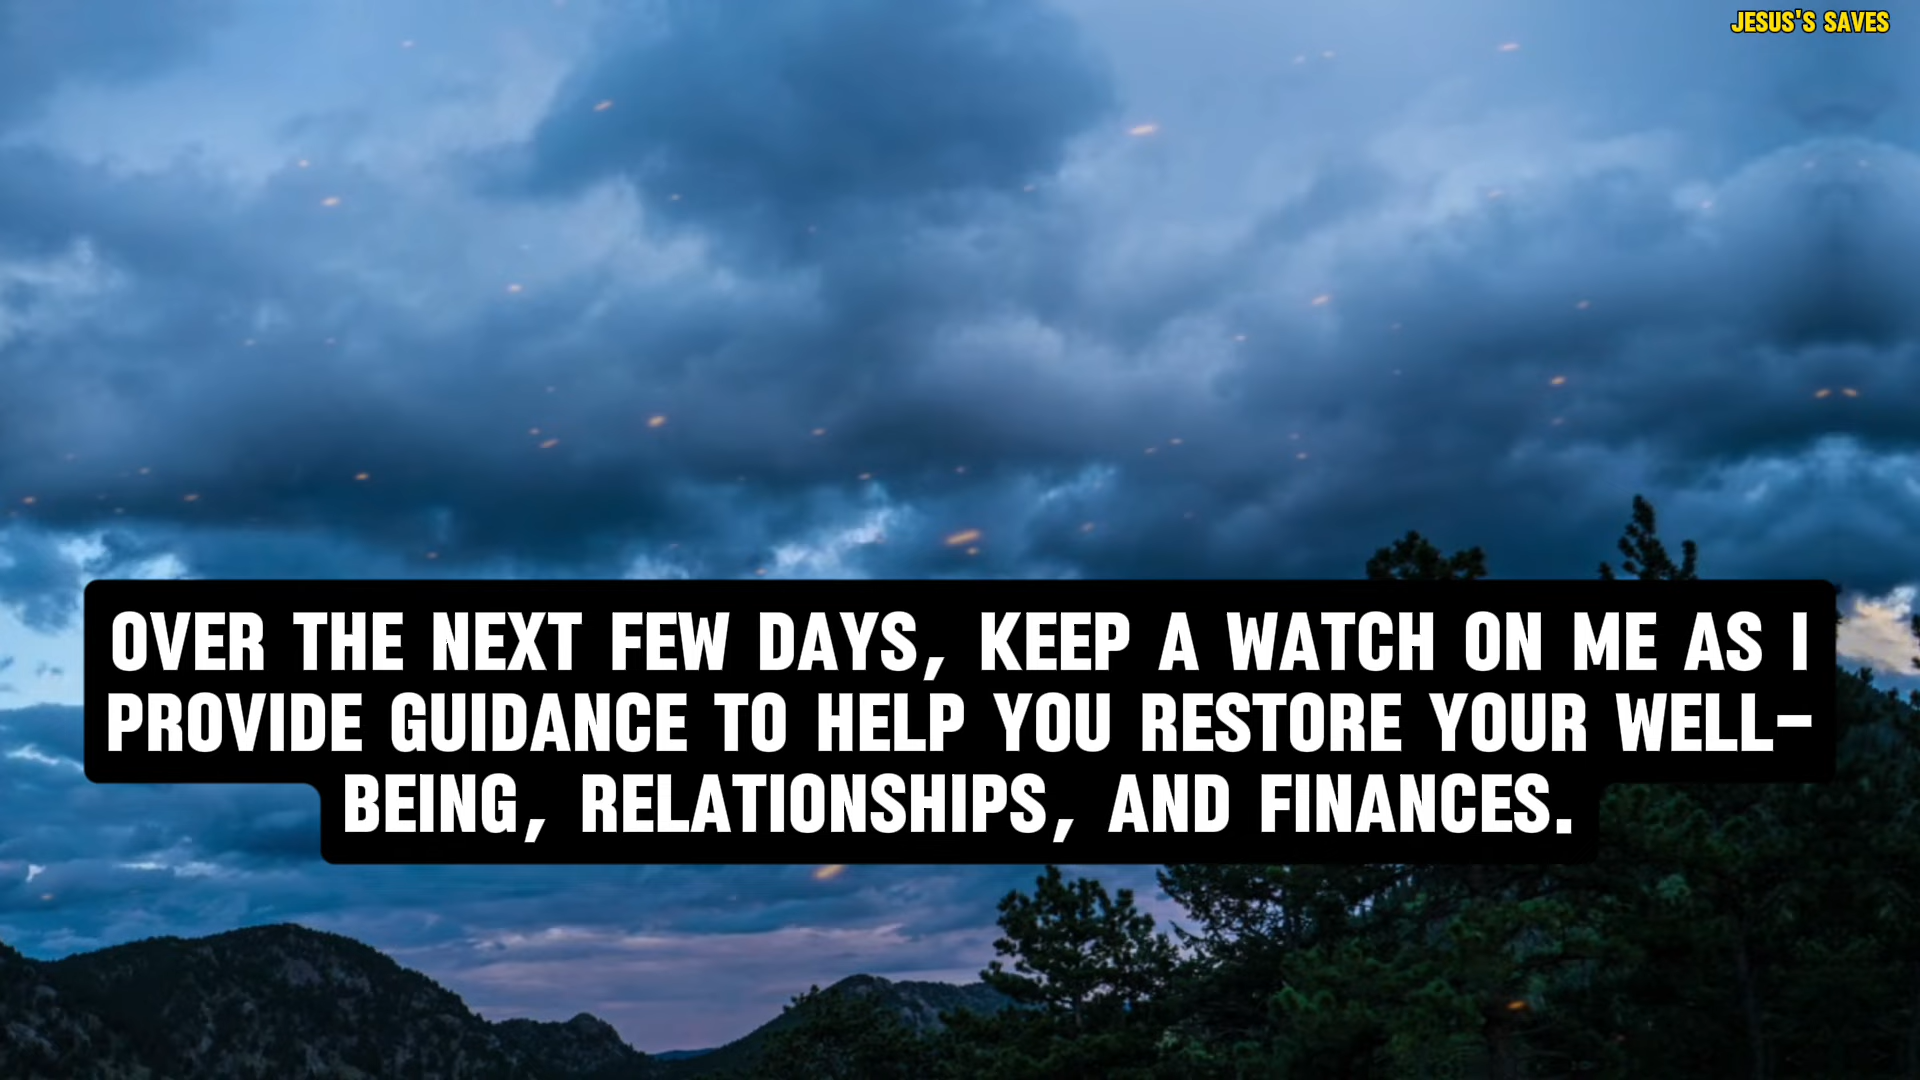 JESUS'S SAVES
OVER THE NEXT FEW DAYS, KEEP A WATCH ON ME AS I
PROVIDE GUIDANCE TO HELP YOU RESTORE YOUR WELL-
BEING, RELATIONSHIPS, AND FINANCES.